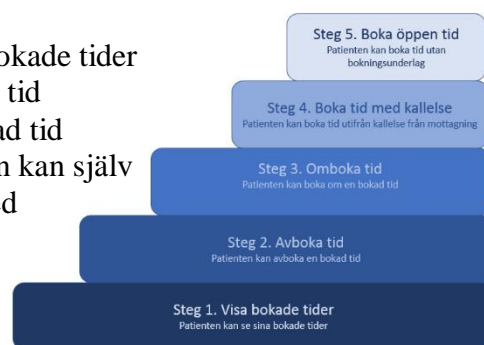 okade tider
tid
ad tid
n kan själv
ed
Steg 5. Boka öppen tid
Patienten kan boka tid utan
bokningsunderlag
Steg 4. Boka tid med kallelse
Patienten kan boka tid utifrån kallelse från mottagning
Steg 3. Omboka tid
Patienten kan boka om en bokad tid
Steg 2. Avboka tid
Patienten kan avboka en bokad tid
Steg 1. Visa bokade tider
Patienten kan se sina bokade tider